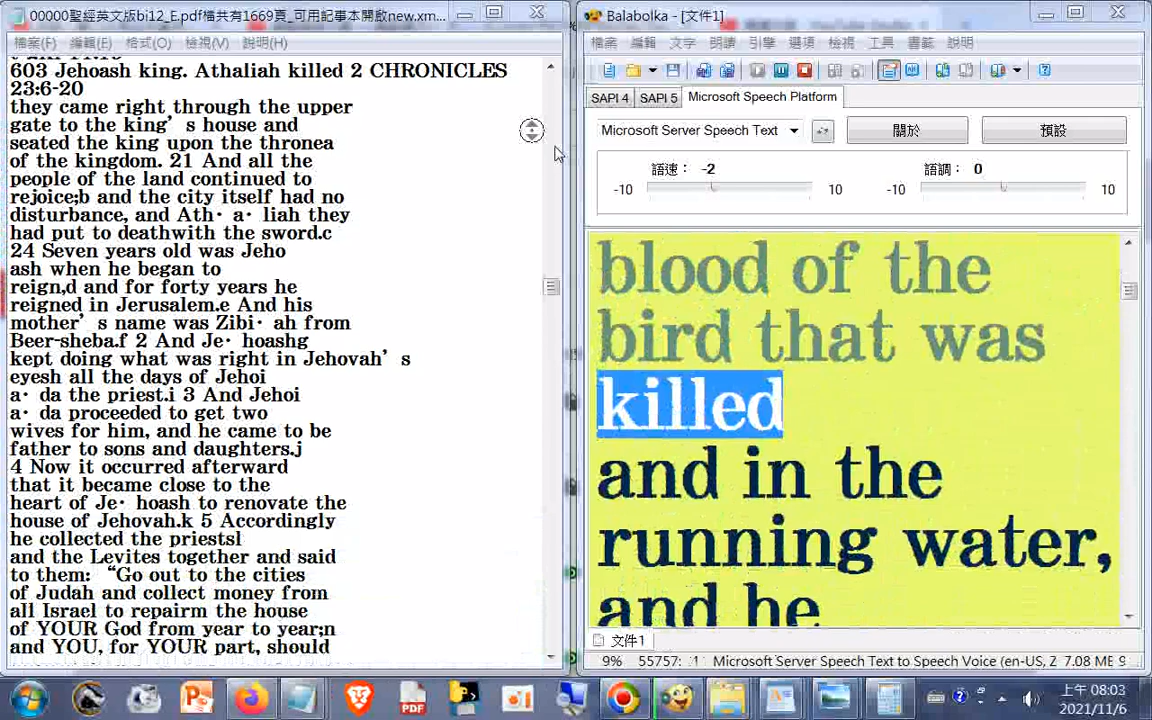 00000聖經英文版bi12_E.pdf檔共有1669頁_可用記事本開啟new.xm...
檔案(F) 編輯(E) 格式(O) 檢視(V) 說明(H)
603 Jehoash king. Athaliah killed 2 CHRONICLES
23:6-20
they came right through the upper
gate to the king’s house and
seated the king upon the thronea
of the kingdom. 21 And all the
people of the land continued to
rejoice;b and the city itself had no
disturbance, and Ath·a·liah they
had put to deathwith the sword.c
24 Seven years old was Jeho
ash when he began to
reign,d and for forty years he
reigned in Jerusalem.e And his
mother’s name was Zibi·ah from
Beer-sheba.f 2 And Je·hoashg
kept doing what was right in Jehovah’s
eyesh all the days of Jehoi
a·da the priest.i 3 And Jehoi
a·da proceeded to get two
wives for him, and he came to be
father to sons and daughters.j
4 Now it occurred afterward
that it became close to the
heart of Je·hoash to renovate the
house of Jehovah.k 5 Accordingly
he collected the priestsl
and the Levites together and said
to them: “Go out to the cities
of Judah and collect money from
all Israel to repairm the house
of YOUR God from year to year;n
and YOU, for YOUR part, should
Balabolka - [文件1]
檔案 編輯 文字 朗讀 引擎 選項 檢視 工具 書籤 說明
SAPI 4 SAPI 5 Microsoft Speech Platform
Microsoft Server Speech Text 關於 預設
語速： -2 語調： 0
-10 10 -10 10
blood of the
bird that was
killed
and in the
running water,
and he
文件1
9% 55757: 1 Microsoft Server Speech Text to Speech Voice (en-US, Z 7.08 MB 9
上午 08:03
2021/11/6